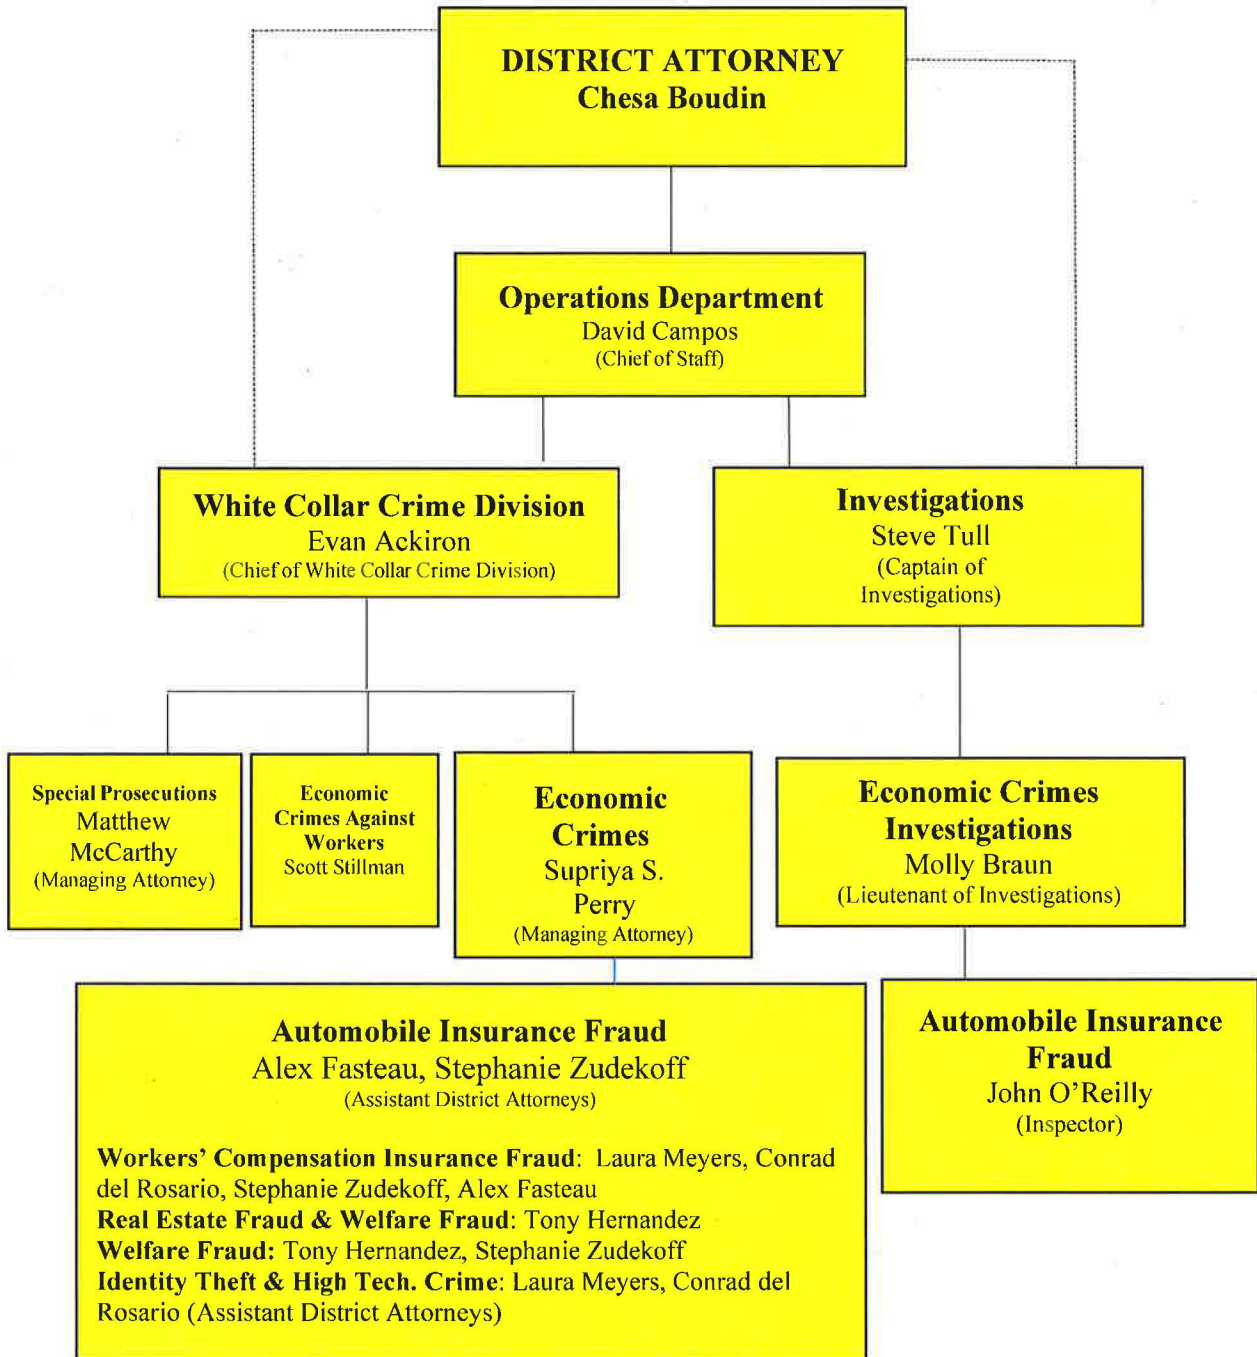 DISTRICT ATTORNEY
Chesa Boudin
Operations Department
David Campos
(Chief of Staff)
White Collar Crime Division
Evan Ackiron
(Chief of White Collar Crime Division)
Investigations
Steve Tull
(Captain of
Investigations)
Special Prosecutions
Matthew
McCarthy
(Managing Attorney)
Economic
Crimes Against
Workers
Scott Stillman
Economic
Crimes
Supriya S.
Perry
(Managing Attorney)
Economic Crimes
Investigations
Molly Braun
(Lieutenant of Investigations)
Automobile Insurance Fraud
Alex Fasteau, Stephanie Zudekoff
(Assistant District Attorneys)
Workers’ Compensation Insurance Fraud: Laura Meyers, Conrad
del Rosario, Stephanie Zudekoff, Alex Fasteau
Real Estate Fraud & Welfare Fraud: Tony Hernandez
Welfare Fraud: Tony Hernandez, Stephanie Zudekoff
Identity Theft & High Tech. Crime: Laura Meyers, Conrad del
Rosario (Assistant District Attorneys)
Automobile Insurance
Fraud
John O’Reilly
(Inspector)